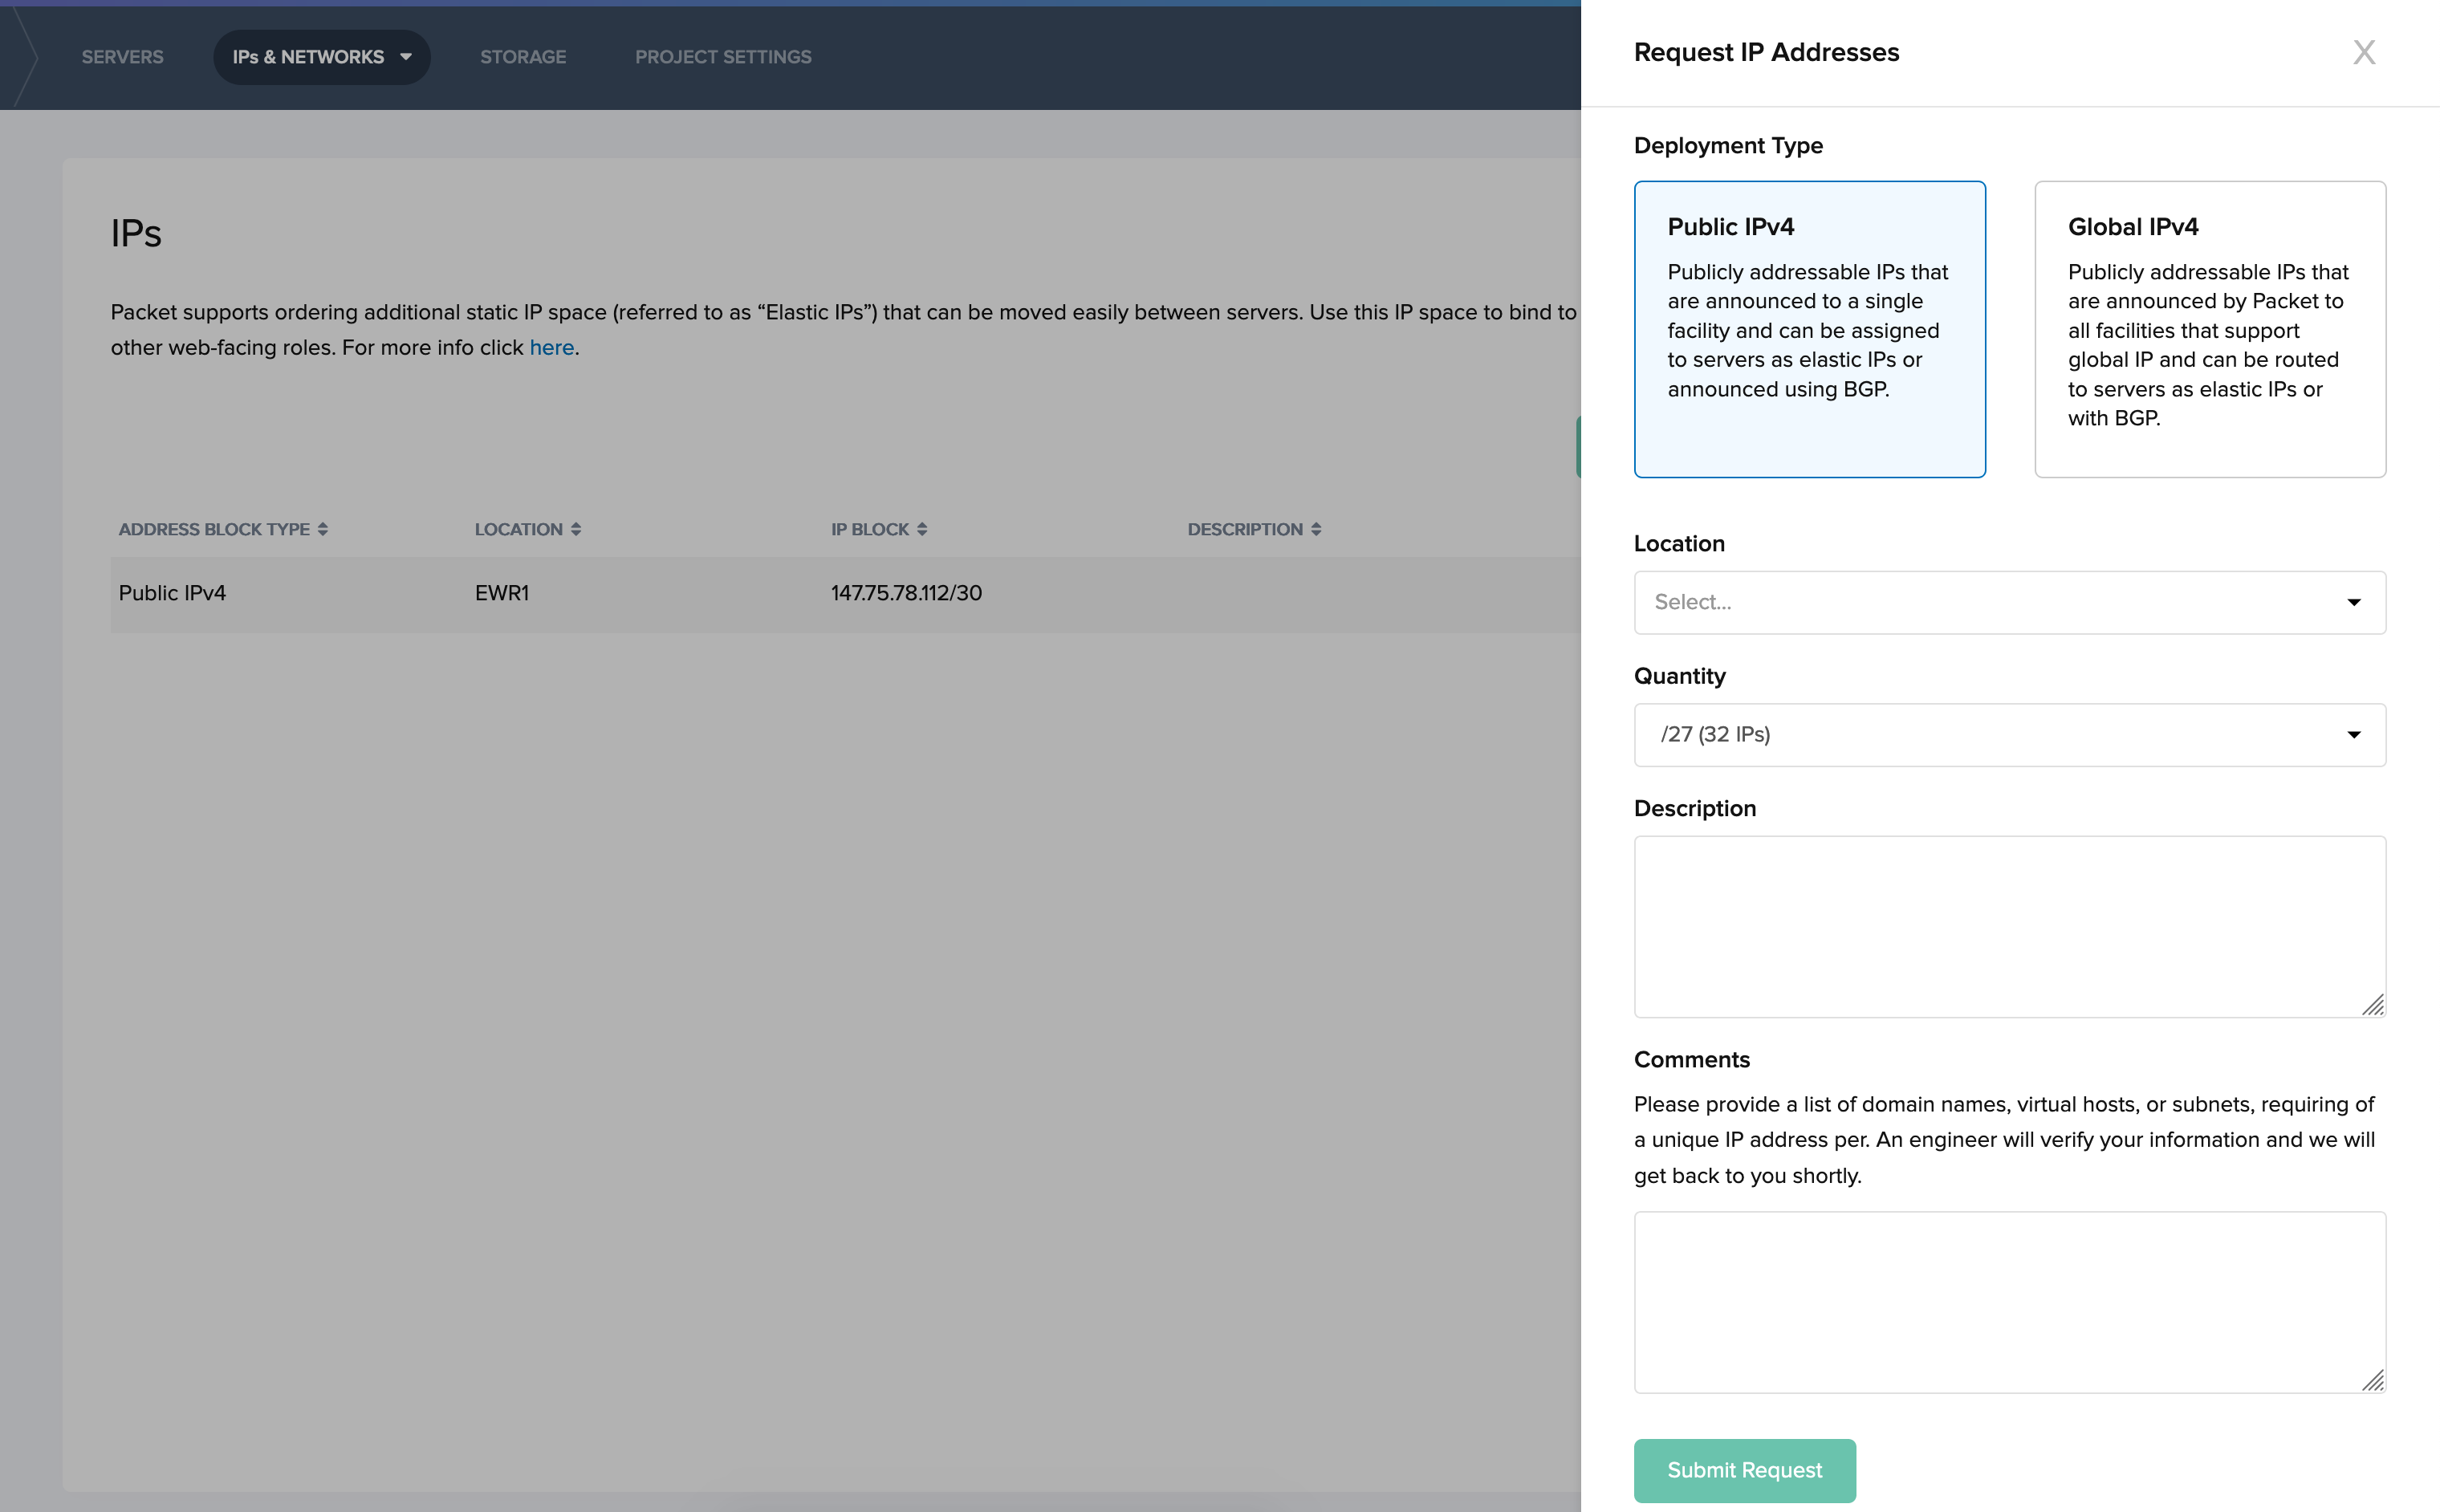 SERVERS
IPs & NETWORKS
STORAGE
PROJECT SETTINGS
IPs
Packet supports ordering additional static IP space (referred to as “Elastic IPs”) that can be moved easily between servers. Use this IP space to bind to
other web-facing roles. For more info click here.
ADDRESS BLOCK TYPE
LOCATION
IP BLOCK
DESCRIPTION
Public IPv4
EWR1
147.75.78.112/30
Request IP Addresses
X
Deployment Type
Public IPv4
Publicly addressable IPs that
are announced to a single
facility and can be assigned
to servers as elastic IPs or
announced using BGP.
Global IPv4
Publicly addressable IPs that
are announced by Packet to
all facilities that support
global IP and can be routed
to servers as elastic IPs or
with BGP.
Location
Select...
Quantity
/27 (32 IPs)
Description
Comments
Please provide a list of domain names, virtual hosts, or subnets, requiring of
a unique IP address per. An engineer will verify your information and we will
get back to you shortly.
Submit Request